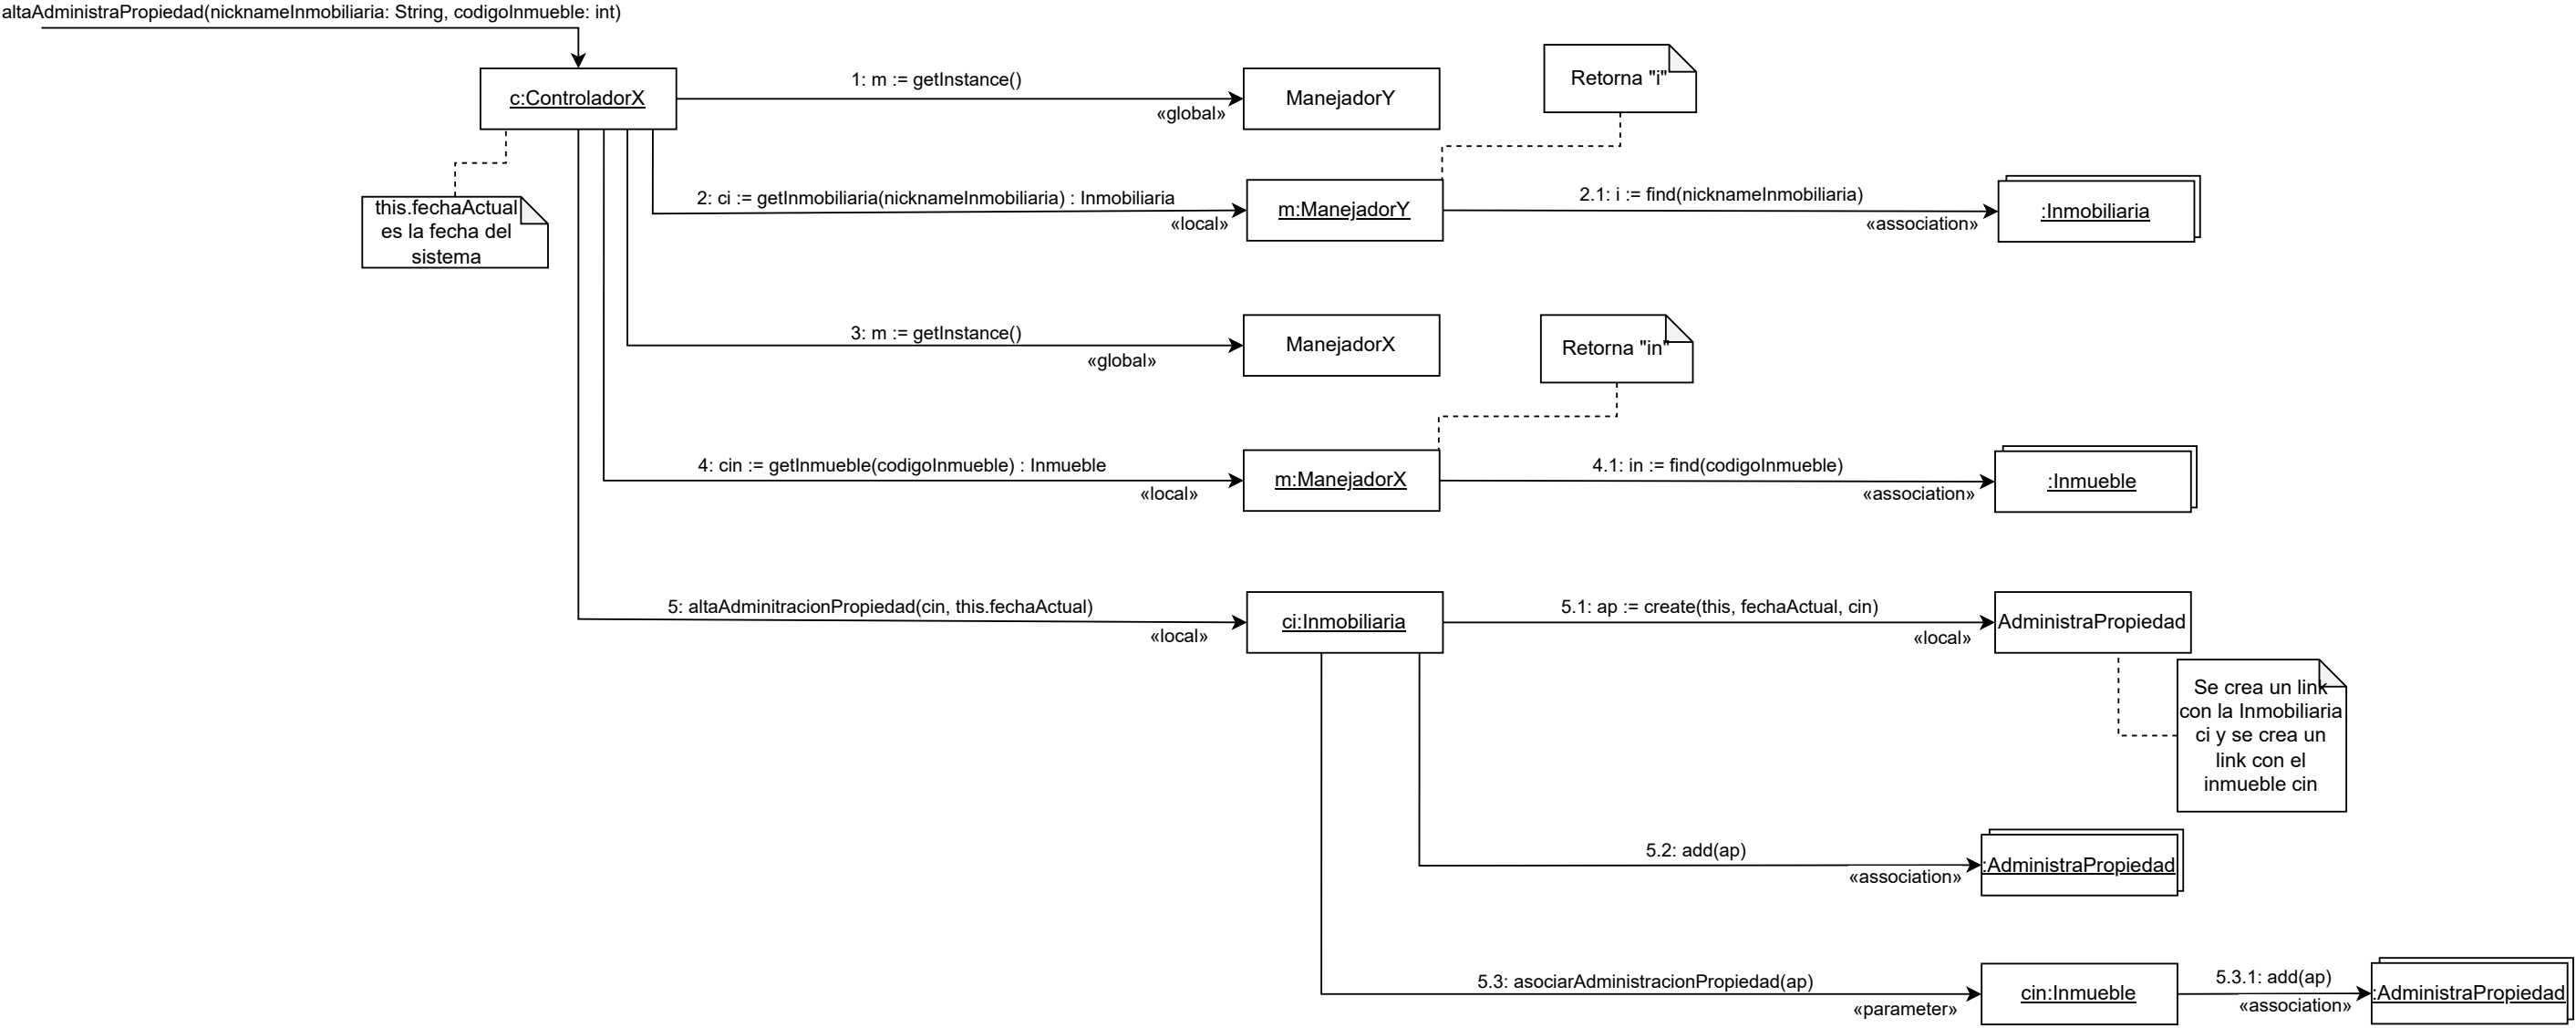 altaAdministraPropiedad(nicknameInmobiliaria: String, codigoInmueble: int)
c:ControladorX
1: m := getInstance()
«global»
ManejadorY
Retorna "i"
this.fechaActual
es la fecha del
sistema
2: ci := getInmobiliaria(nicknameInmobiliaria) : Inmobiliaria
«local»
m:ManejadorY
2.1: i := find(nicknameInmobiliaria)
«association»
:Inmobiliaria
3: m := getInstance()
«global»
ManejadorX
Retorna "in"
4: cin := getInmueble(codigoInmueble) : Inmueble
«local»
m:ManejadorX
4.1: in := find(codigoInmueble)
«association»
:Inmueble
5: altaAdminitracionPropiedad(cin, this.fechaActual)
«local»
ci:Inmobiliaria
5.1: ap := create(this, fechaActual, cin)
«local»
AdministraPropiedad
Se crea un link
con la Inmobiliaria
ci y se crea un
link con el
inmueble cin
5.2: add(ap)
«association»
:AdministraPropiedad
5.3: asociarAdministracionPropiedad(ap)
«parameter»
cin:Inmueble
5.3.1: add(ap)
«association»
:AdministraPropiedad